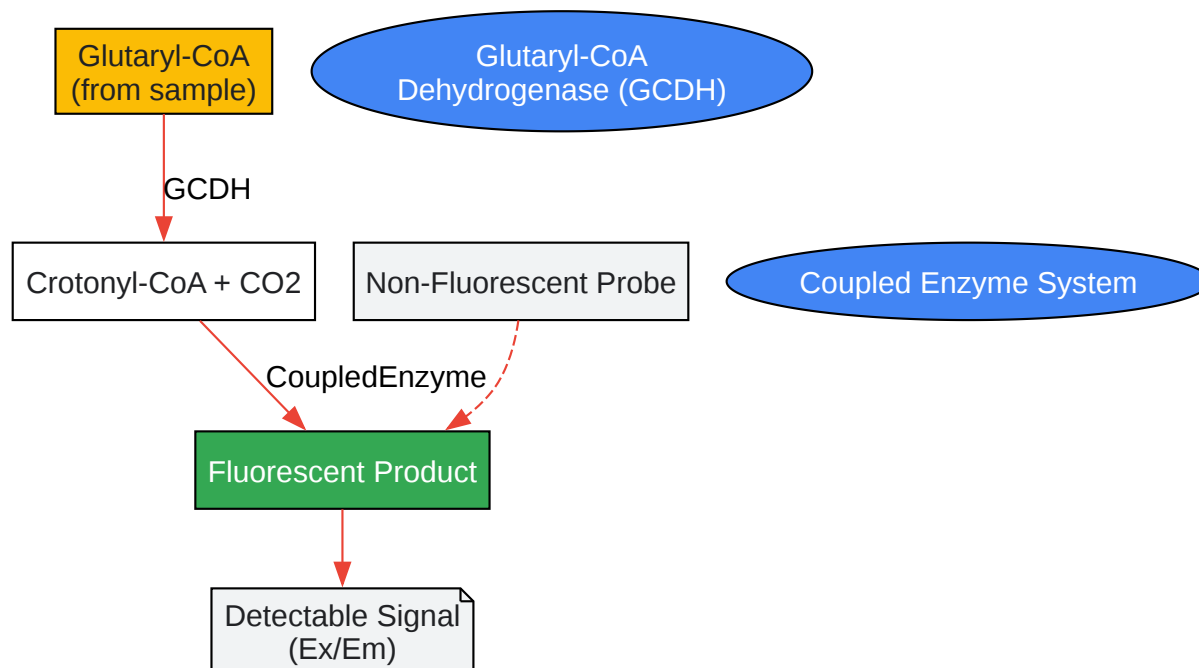 Glutaryl-CoA
(from sample)
Glutaryl-CoA
Dehydrogenase (GCDH)
GCDH
Crotonyl-CoA + CO2
Non-Fluorescent Probe
Coupled Enzyme System
CoupledEnzyme
Fluorescent Product
Detectable Signal
(Ex/Em)